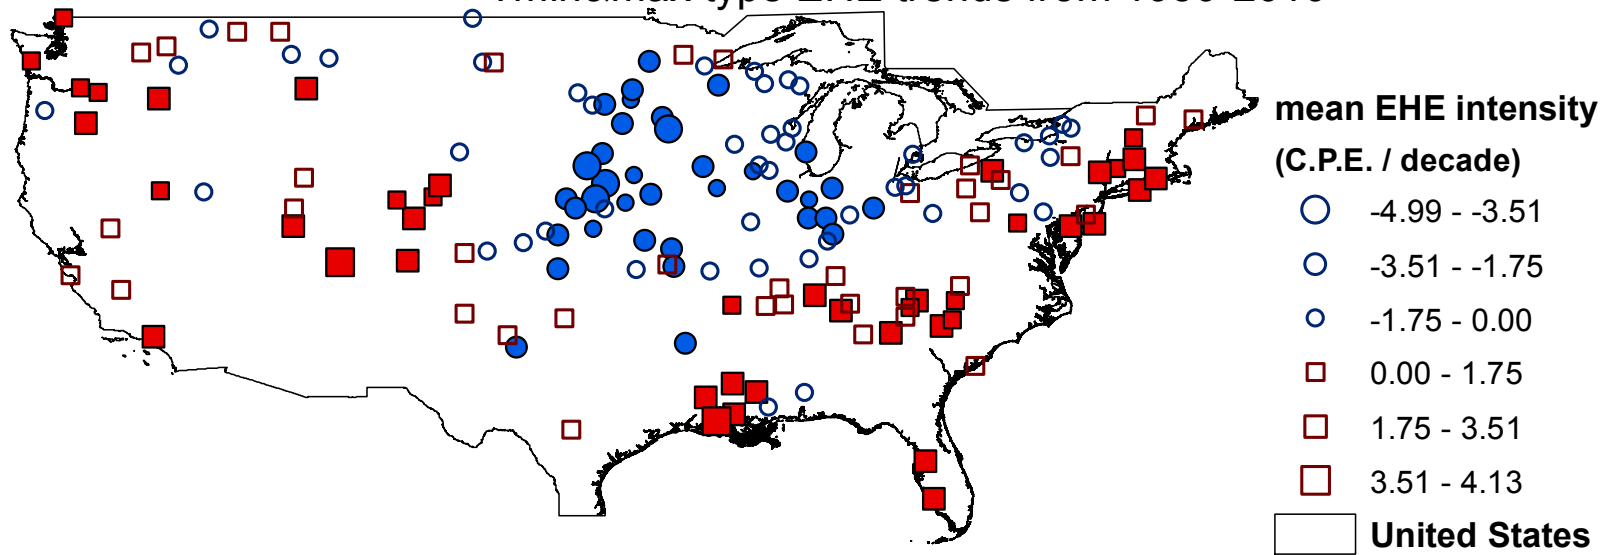 mean EHE intensity
(C.P.E. / decade)
-4.99 - -3.51
-3.51 - -1.75
-1.75 - 0.00
0.00 - 1.75
1.75 - 3.51
3.51 - 4.13
United States